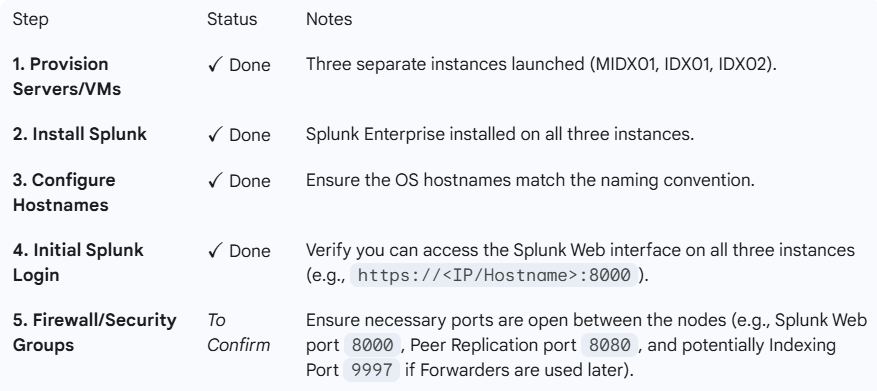 Step Status Notes
1. Provision Servers/VMs ✓ Done Three separate instances launched (MIDX01, IDX01, IDX02).
2. Install Splunk ✓ Done Splunk Enterprise installed on all three instances.
3. Configure Hostnames ✓ Done Ensure the OS hostnames match the naming convention.
4. Initial Splunk Login ✓ Done Verify you can access the Splunk Web interface on all three instances
(e.g., https://<IP/Hostname>:8000 ).
5. Firewall/Security Groups To Confirm Ensure necessary ports are open between the nodes (e.g., Splunk Web
port 8000 , Peer Replication port 8080 , and potentially Indexing
Port 9997 if Forwarders are used later).